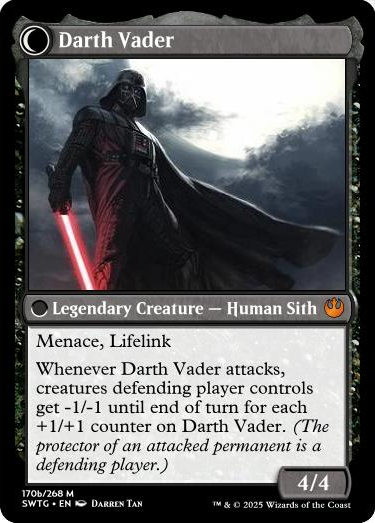 Darth Vader
Legendary Creature — Human Sith
Menace, Lifelink
Whenever Darth Vader attacks,
creatures defending player controls
get -1/-1 until end of turn for each
+1/+1 counter on Darth Vader. (The
protector of an attacked permanent is a
defending player.)
4/4
170b/268 M
SWTG • EN Darren Tan
™ & © 2025 Wizards of the Coast